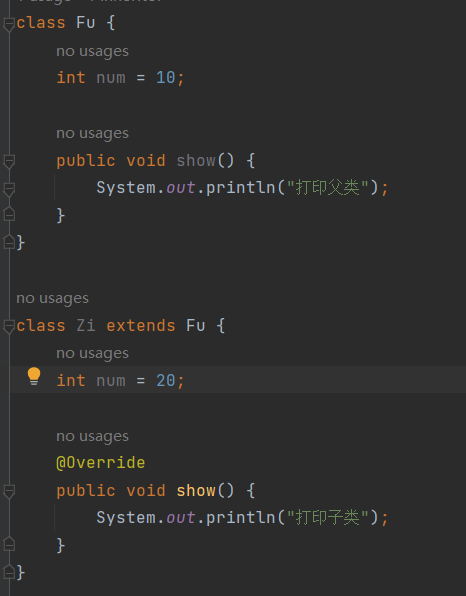 class Fu {
no usages
int num = 10;
no usages
public void show() {
System.out.println("打印父类");
}
}
no usages
class Zi extends Fu {
no usages
int num = 20;
no usages
@Override
public void show() {
System.out.println("打印子类");
}
}